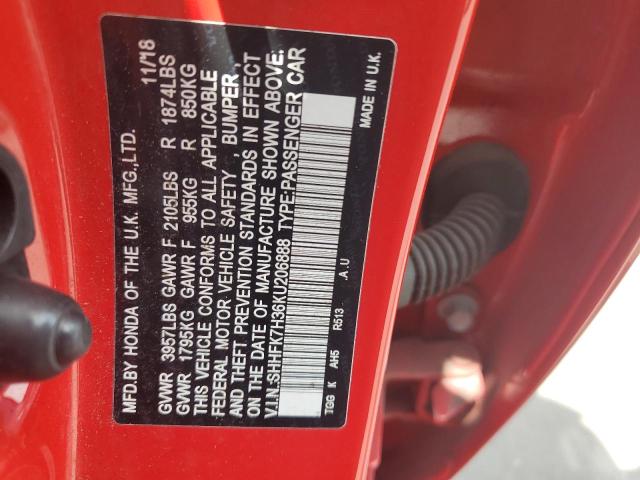 MFD.BY HONDA OF THE U.K. MFG.,LTD. 11/18
GVWR 3957LBS GAWR F 2105LBS R 1874LBS
GVWR 1795KG GAWR F 955KG R 850KG
THIS VEHICLE CONFORMS TO ALL APPLICABLE
FEDERAL MOTOR VEHICLE SAFETY , BUMPER ,
AND THEFT PREVENTION STANDARDS IN EFFECT
ON THE DATE OF MANUFACTURE SHOWN ABOVE.
V.I.N.:SHHFK7H36KU206888 TYPE:PASSENGER CAR
TGG K AH5 R513 .A.U
MADE IN U.K.